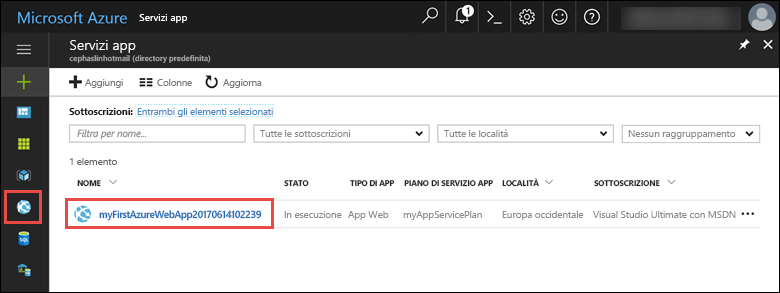 Microsoft Azure Servizi app
1
Servizi app
cephaslinhotmail (directory predefinita)
Aggiungi Colonne Aggiorna
Sottoscrizioni: Entrambi gli elementi selezionati
Filtra per nome... Tutte le sottoscrizioni Tutte le località Nessun raggruppamento
1 elemento
NOME STATO TIPO DI APP PIANO DI SERVIZIO APP LOCALITÀ SOTTOSCRIZIONE
myFirstAzureWebApp20170614102239 In esecuzione App Web myAppServicePlan Europa occidentale Visual Studio Ultimate con MSDN
SQL